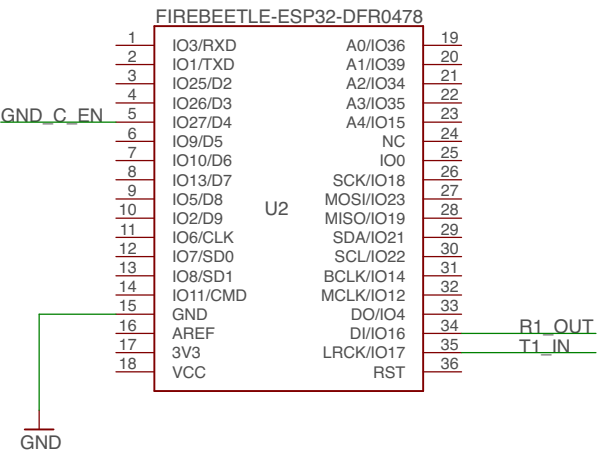 FIREBEETLE-ESP32-DFR0478
1 IO3/RXD A0/IO36 19
2 IO1/TXD A1/IO39 20
3 IO25/D2 A2/IO34 21
4 IO26/D3 A3/IO35 22
GND_C_EN 5 IO27/D4 A4/IO15 23
6 IO9/D5 NC 24
7 IO10/D6 IO0 25
8 IO13/D7 SCK/IO18 26
9 IO5/D8 MOSI/IO23 27
U2
10 IO2/D9 MISO/IO19 28
11 IO6/CLK SDA/IO21 29
12 IO7/SD0 SCL/IO22 30
13 IO8/SD1 BCLK/IO14 31
14 IO11/CMD MCLK/IO12 32
15 GND DO/IO4 33
16 AREF DI/IO16 34 R1_OUT
17 3V3 LRCK/IO17 35 T1_IN
18 VCC RST 36
GND